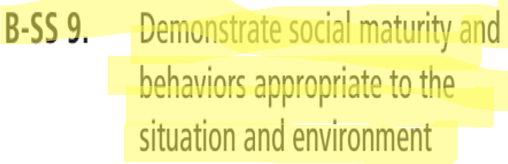 B-SS 9. Demonstrate social maturity and
behaviors appropriate to the
situation and environment